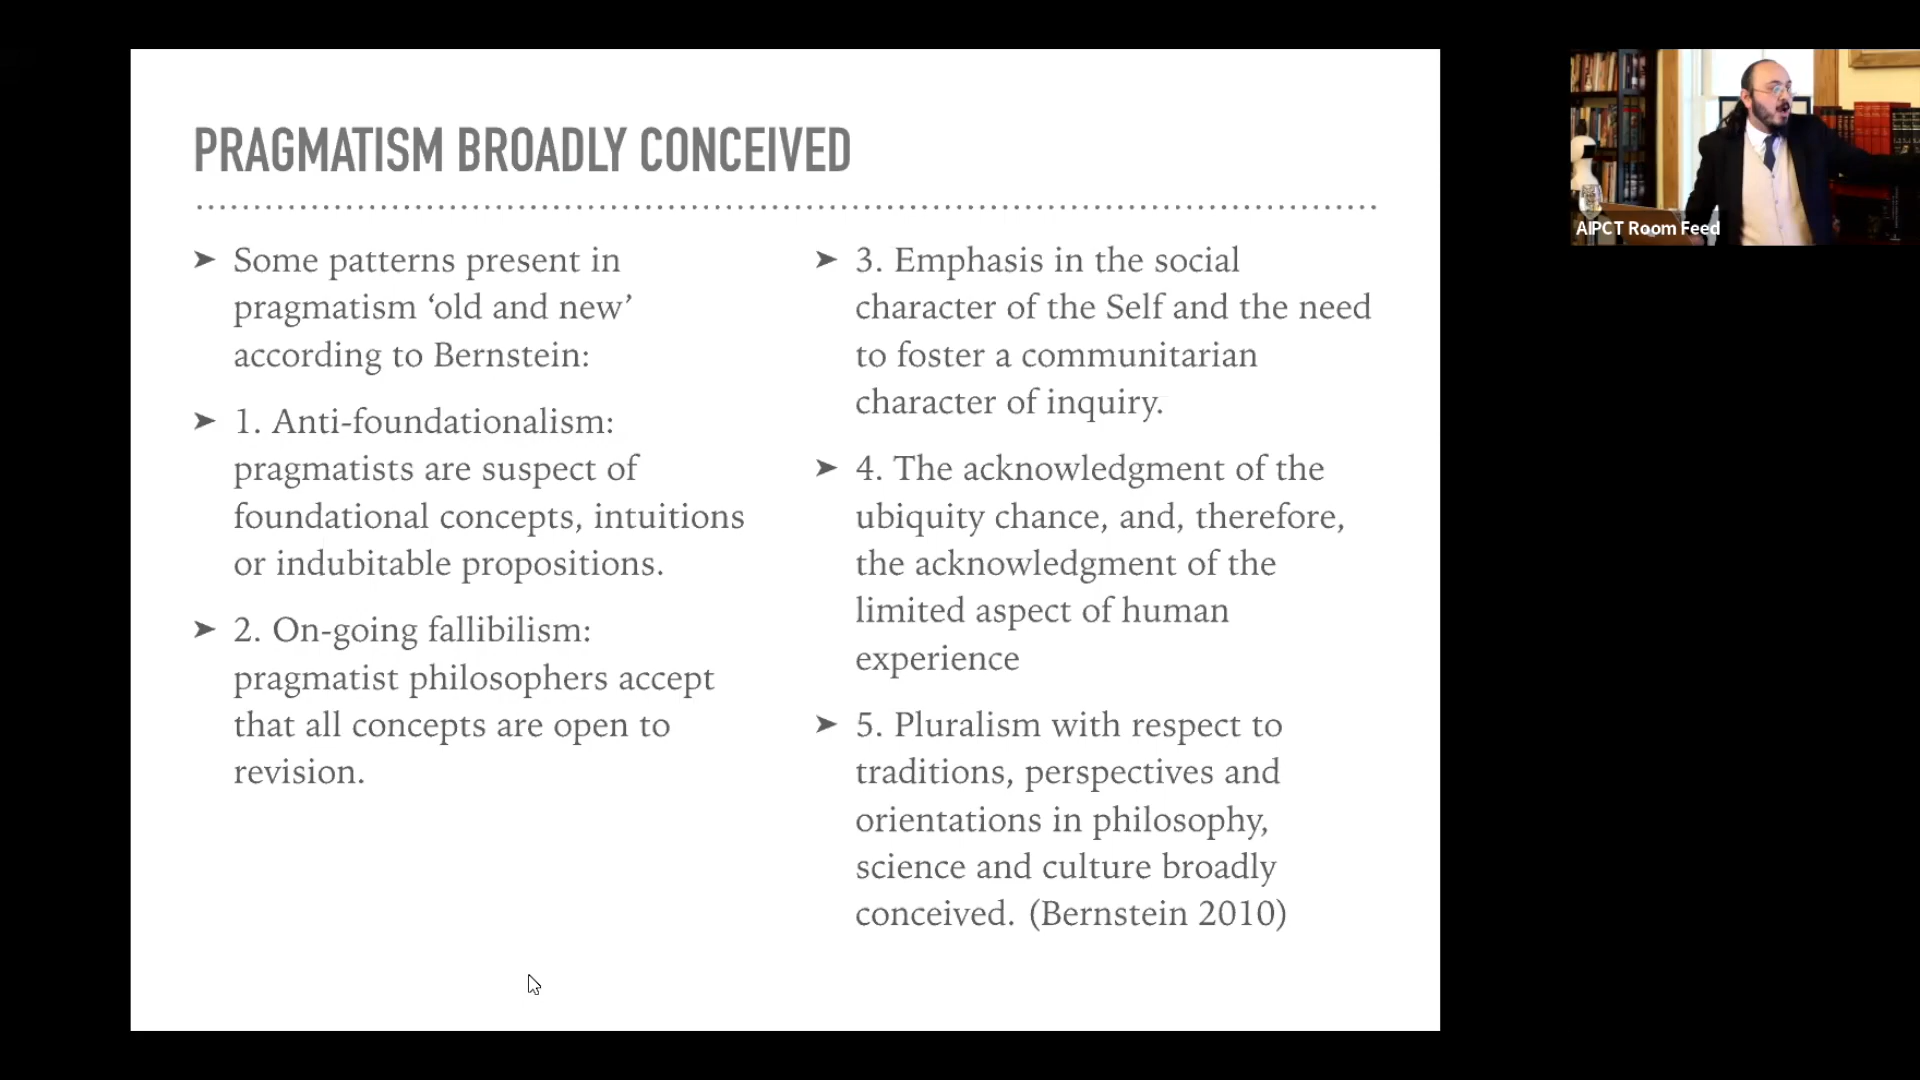 PRAGMATISM BROADLY CONCEIVED
➤ Some patterns present in
pragmatism ‘old and new’
according to Bernstein:
➤ 1. Anti-foundationalism:
pragmatists are suspect of
foundational concepts, intuitions
or indubitable propositions.
➤ 2. On-going fallibilism:
pragmatist philosophers accept
that all concepts are open to
revision.
➤ 3. Emphasis in the social
character of the Self and the need
to foster a communitarian
character of inquiry.
➤ 4. The acknowledgment of the
ubiquity chance, and, therefore,
the acknowledgment of the
limited aspect of human
experience
➤ 5. Pluralism with respect to
traditions, perspectives and
orientations in philosophy,
science and culture broadly
conceived. (Bernstein 2010)
AIPCT Room Feed